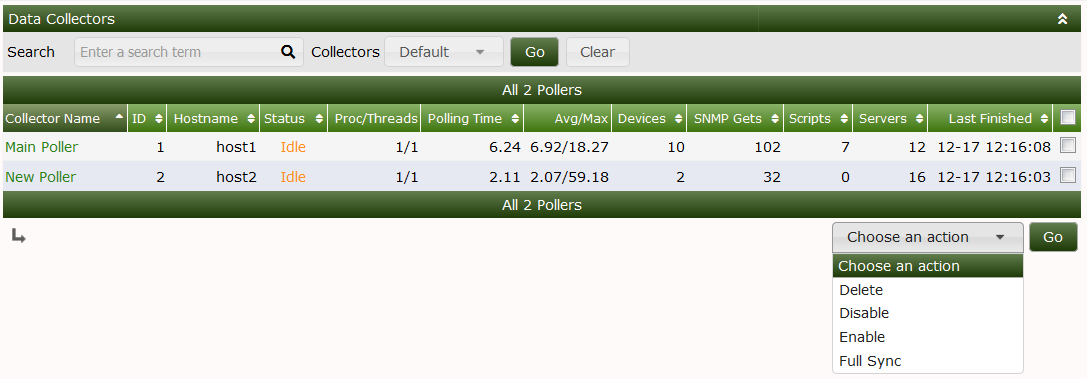 Data Collectors
Search Enter a search term Collectors Default Go Clear
All 2 Pollers
Collector Name ID Hostname Status Proc/Threads Polling Time Avg/Max Devices SNMP Gets Scripts Servers Last Finished
Main Poller 1 host1 Idle 1/1 6.24 6.92/18.27 10 102 7 12 12-17 12:16:08
New Poller 2 host2 Idle 1/1 2.11 2.07/59.18 2 32 0 16 12-17 12:16:03
All 2 Pollers
Choose an action Go
Choose an action
Delete
Disable
Enable
Full Sync